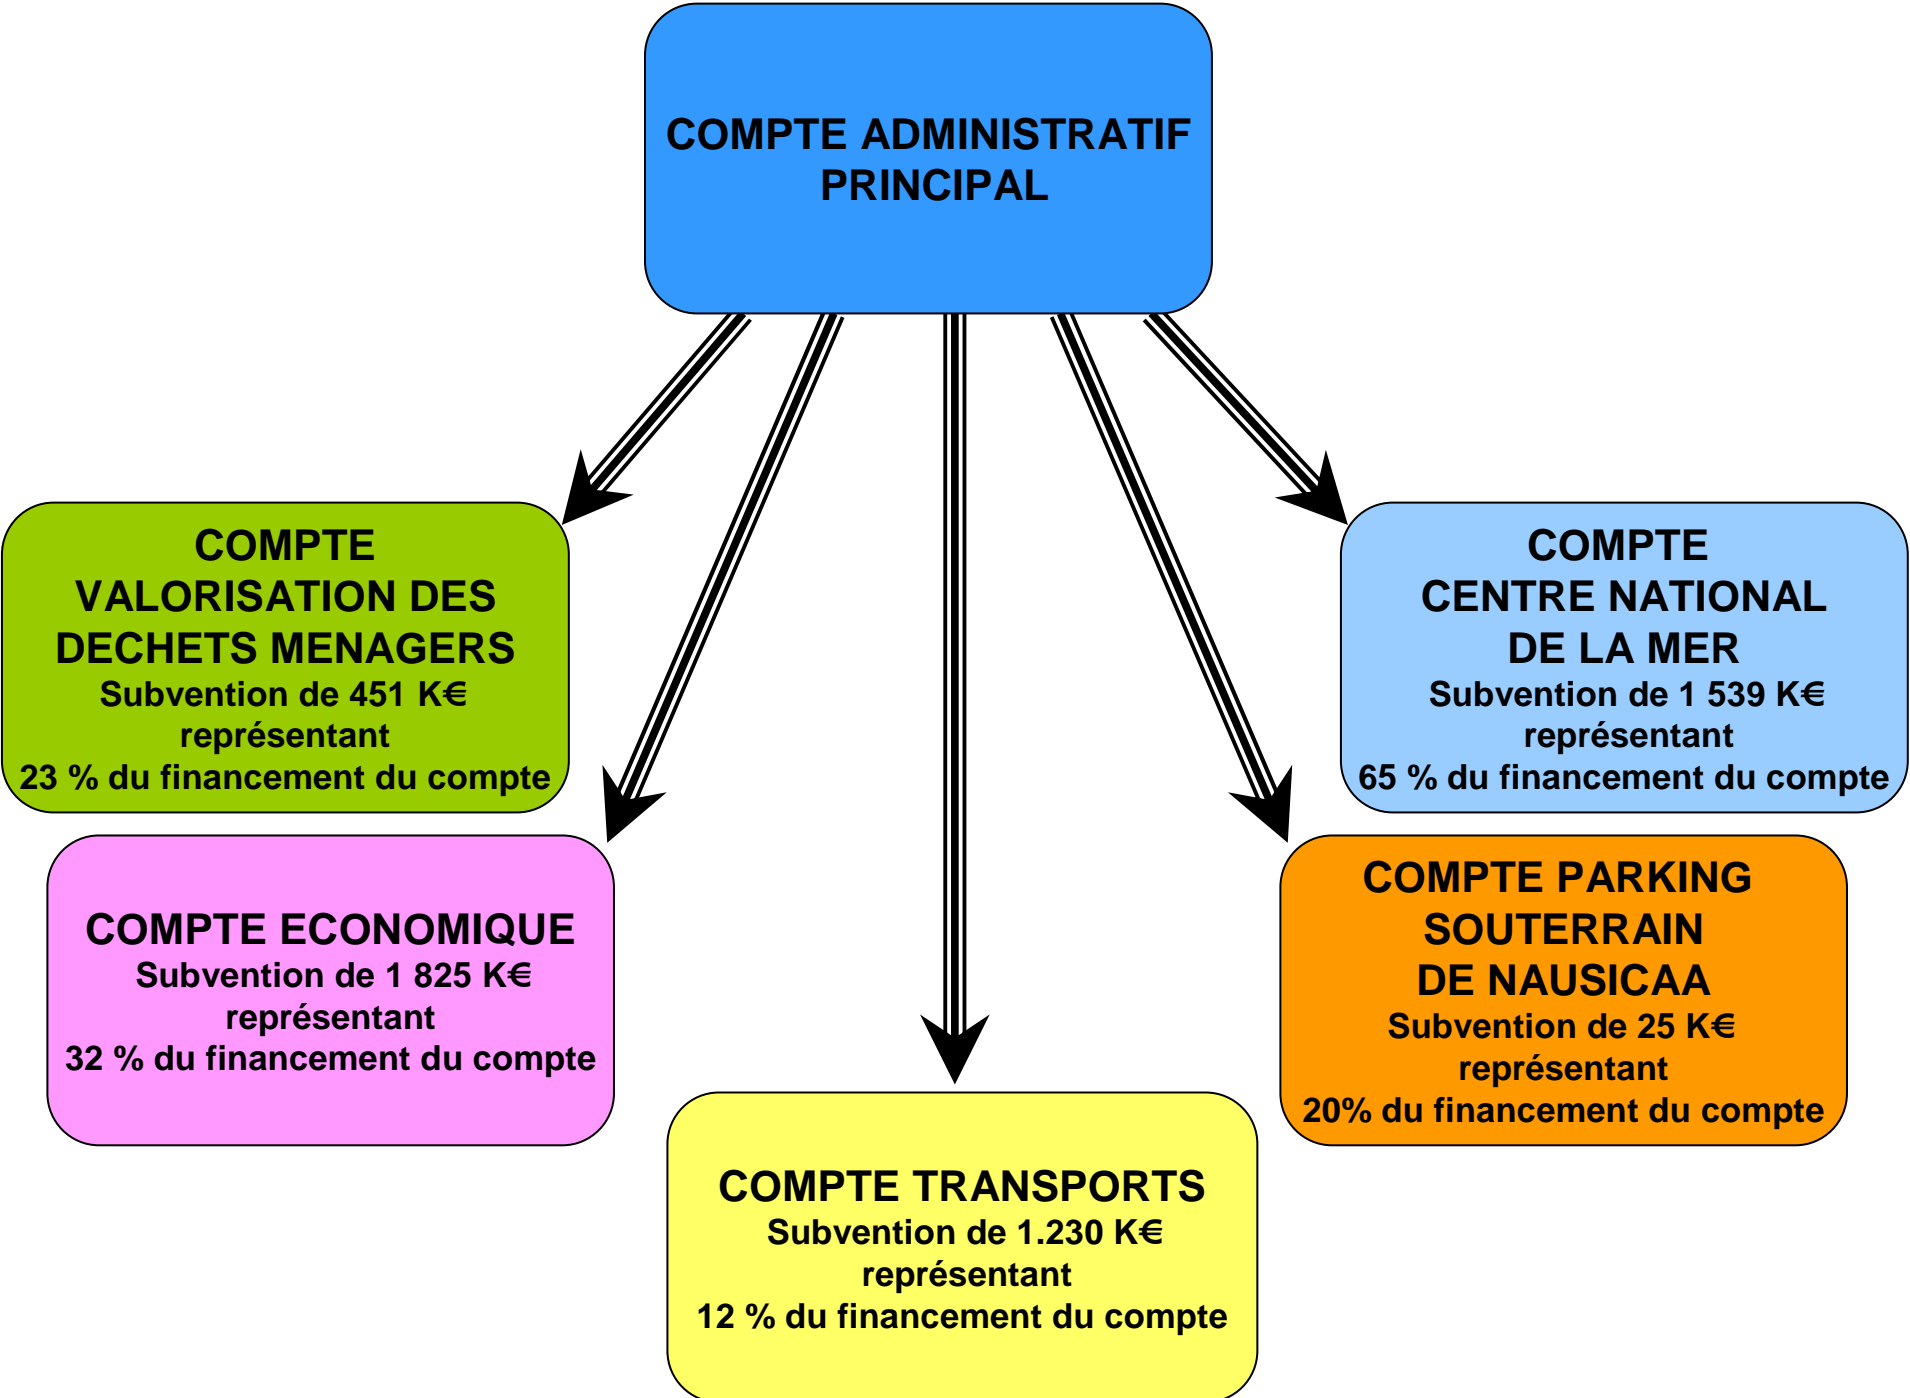 COMPTE ADMINISTRATIF
PRINCIPAL
COMPTE
VALORISATION DES
DECHETS MENAGERS
Subvention de 451 K€
représentant
23 % du financement du compte
COMPTE
CENTRE NATIONAL
DE LA MER
Subvention de 1 539 K€
représentant
65 % du financement du compte
COMPTE ECONOMIQUE
Subvention de 1 825 K€
représentant
32 % du financement du compte
COMPTE PARKING
SOUTERRAIN
DE NAUSICAA
Subvention de 25 K€
représentant
20% du financement du compte
COMPTE TRANSPORTS
Subvention de 1.230 K€
représentant
12 % du financement du compte